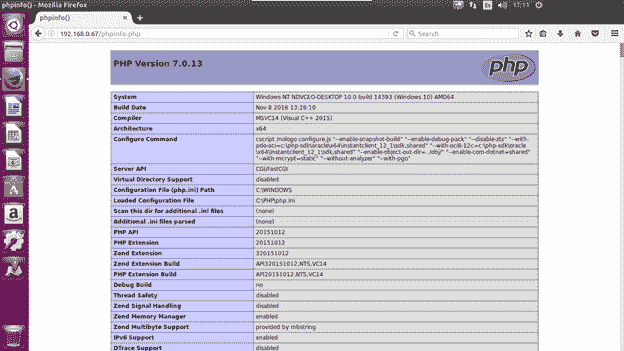 phpinfo() - Mozilla Firefox
Es
17:11
phpinfo()
192.168.0.67/phpinfo.php
Search
PHP Version 7.0.13
php
System Windows NT NOVCEO-DESKTOP 10.0 build 14393 (Windows 10) AMD64
Build Date Nov 8 2016 13:28:10
Compiler MSVC14 (Visual C++ 2015)
Architecture x64
Configure Command cscript /nologo configure.js "--enable-snapshot-build" "--enable-debug-pack" "--disable-zts" "--with-
pdo-oci=c:\php-sdk\oracle\x64\instantclient_12_1\sdk,shared" "--with-oci8-12c=c:\php-sdk\oracle
\x64\instantclient_12_1\sdk,shared" "--enable-object-out-dir=../obj/" "--enable-com-dotnet=shared"
"--with-mcrypt=static" "--without-analyzer" "--with-pgo"
Server API CGI/FastCGI
Virtual Directory Support disabled
Configuration File (php.ini) Path C:\WINDOWS
Loaded Configuration File C:\PHP\php.ini
Scan this dir for additional .ini files (none)
Additional .ini files parsed (none)
PHP API 20151012
PHP Extension 20151012
Zend Extension 320151012
Zend Extension Build API320151012,NTS,VC14
PHP Extension Build API20151012,NTS,VC14
Debug Build no
Thread Safety disabled
Zend Signal Handling disabled
Zend Memory Manager enabled
Zend Multibyte Support provided by mbstring
IPv6 Support enabled
DTrace Support disabled